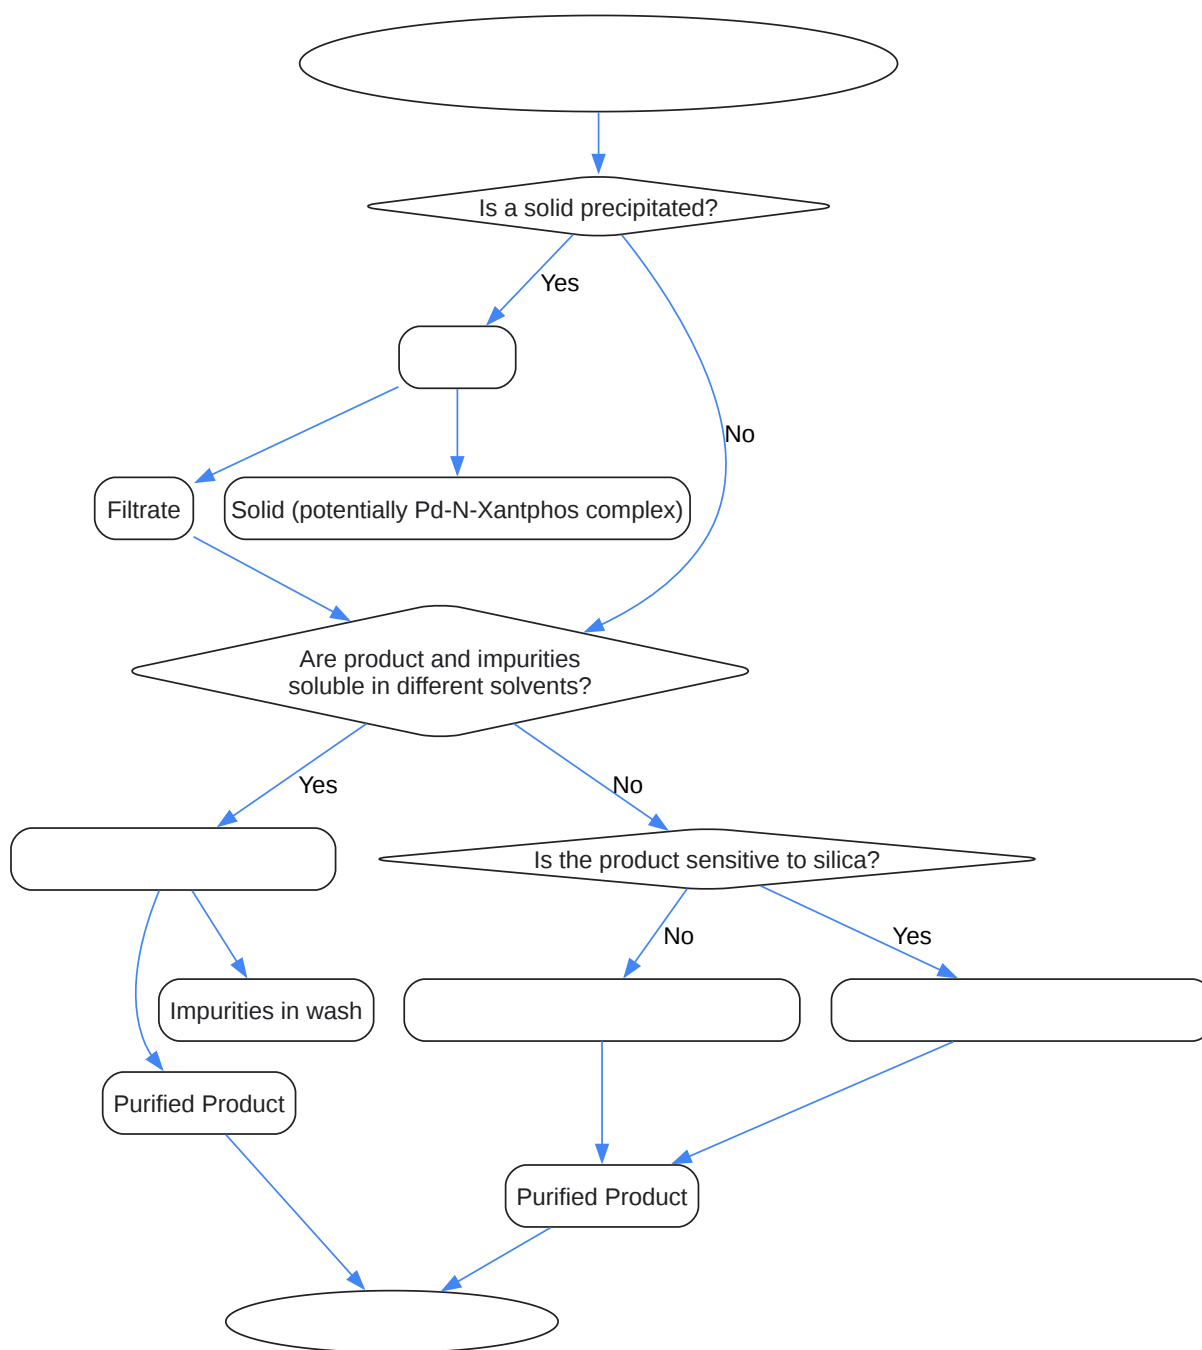 Is a solid precipitated?
Yes
No
Filtrate
Solid (potentially Pd-N-Xantphos complex)
Are product and impurities
soluble in different solvents?
Yes
No
Is the product sensitive to silica?
No
Yes
Impurities in wash
Purified Product
Purified Product